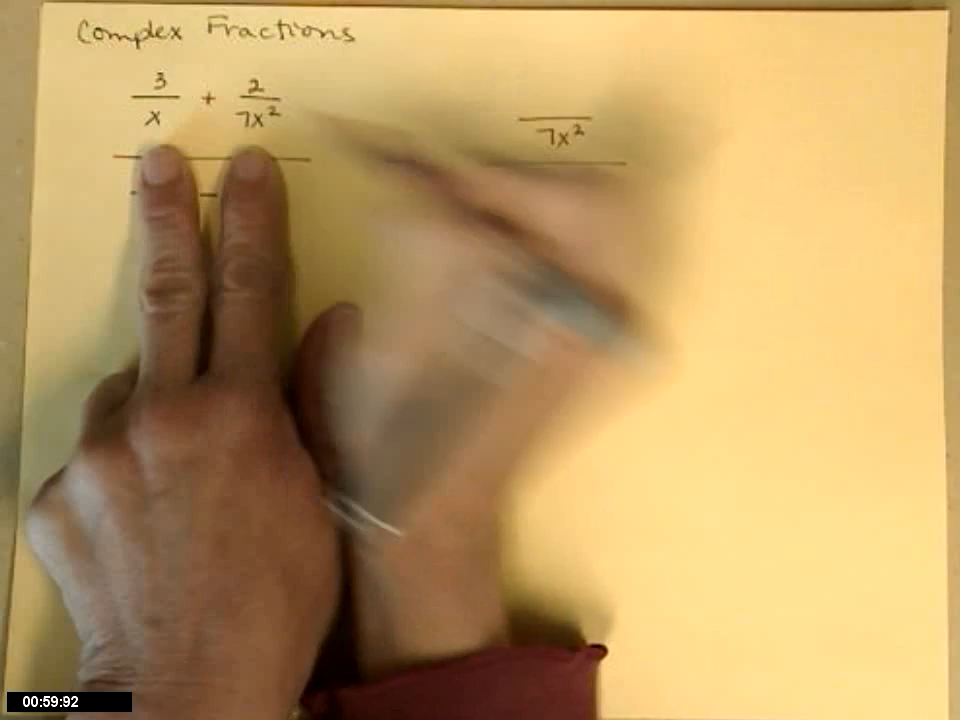 Complex Fractions
3/x + 2/7x²
7x²
00:59:92